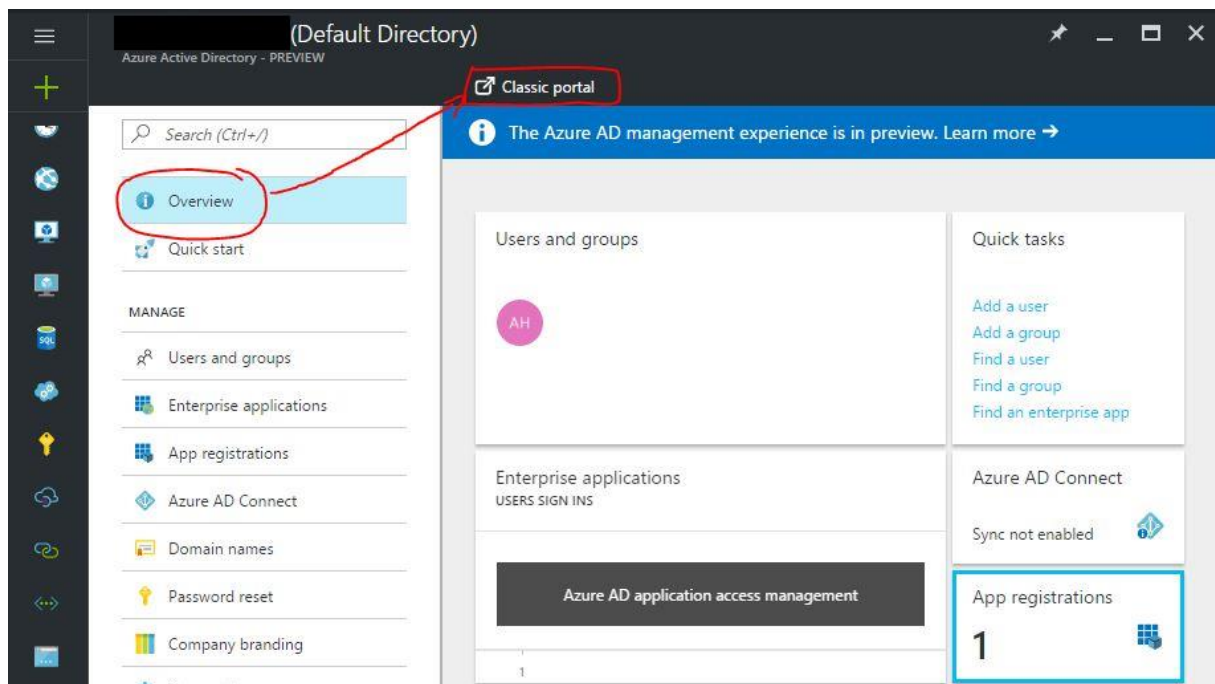 (Default Directory)
Azure Active Directory - PREVIEW
Classic portal
Search (Ctrl+/)
The Azure AD management experience is in preview. Learn more →
Overview
Quick start
MANAGE
Users and groups
Enterprise applications
App registrations
Azure AD Connect
Domain names
Password reset
Company branding
Users and groups
AH
Quick tasks
Add a user
Add a group
Find a user
Find a group
Find an enterprise app
Enterprise applications
USERS SIGN INS
Azure AD application access management
1
Azure AD Connect
Sync not enabled
App registrations
1
SQL